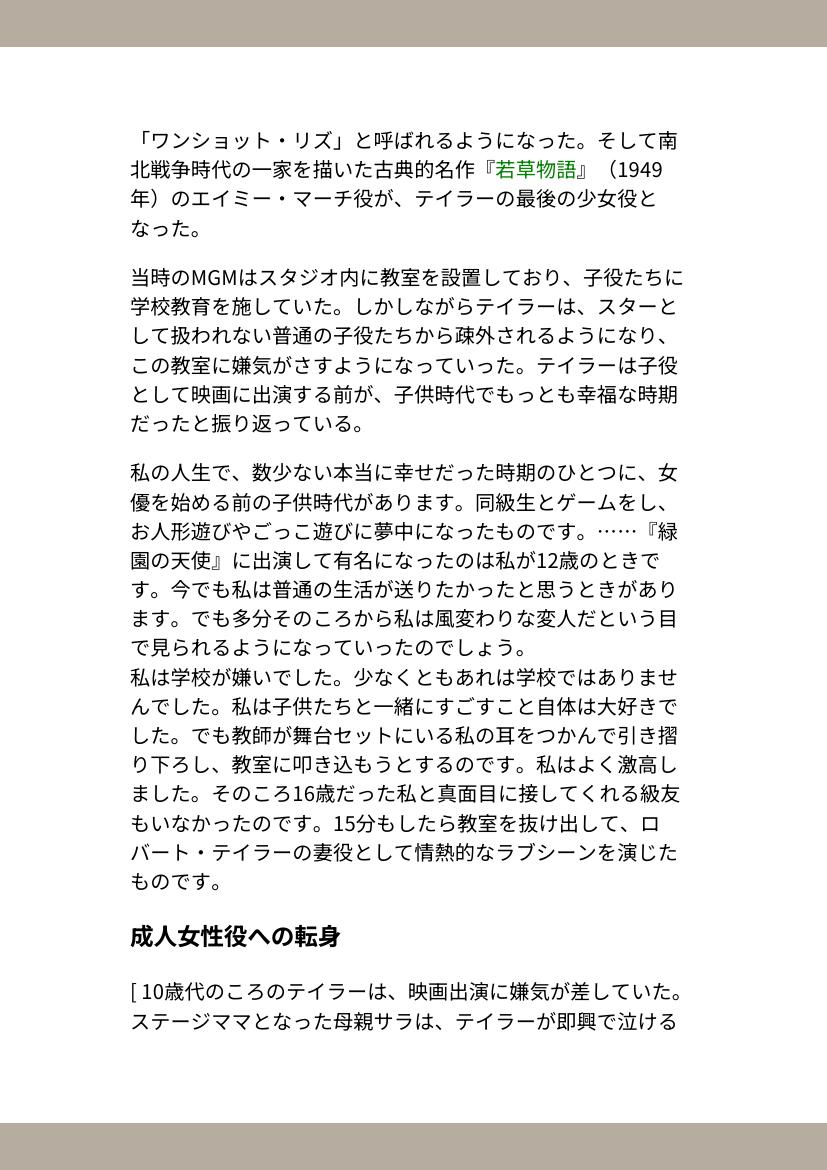 「ワンショット・リズ」と呼ばれるようになった。そして南
北戦争時代の一家を描いた古典的名作『若草物語』（1949
年）のエイミー・マーチ役が、テイラーの最後の少女役と
なった。
当時のMGMはスタジオ内に教室を設置しており、子役たちに
学校教育を施していた。しかしながらテイラーは、スターと
して扱われない普通の子役たちから疎外されるようになり、
この教室に嫌気がさすようになっていった。テイラーは子役
として映画に出演する前が、子供時代でもっとも幸福な時期
だったと振り返っている。
私の人生で、数少ない本当に幸せだった時期のひとつに、女
優を始める前の子供時代があります。同級生とゲームをし、
お人形遊びやごっこ遊びに夢中になったものです。……『緑
園の天使』に出演して有名になったのは私が12歳のときで
す。今でも私は普通の生活が送りたかったと思うときがあり
ます。でも多分そのころから私は風変わりな変人だという目
で見られるようになっていったのでしょう。
私は学校が嫌いでした。少なくともあれは学校ではありませ
んでした。私は子供たちと一緒にすごすこと自体は大好きで
した。でも教師が舞台セットにいる私の耳をつかんで引き摺
り下ろし、教室に叩き込もうとするのです。私はよく激高し
ました。そのころ16歳だった私と真面目に接してくれる級友
もいなかったのです。15分もしたら教室を抜け出して、ロ
バート・テイラーの妻役として情熱的なラブシーンを演じた
ものです。
成人女性役への転身
[ 10歳代のころのテイラーは、映画出演に嫌気が差していた。
ステージママとなった母親サラは、テイラーが即興で泣ける